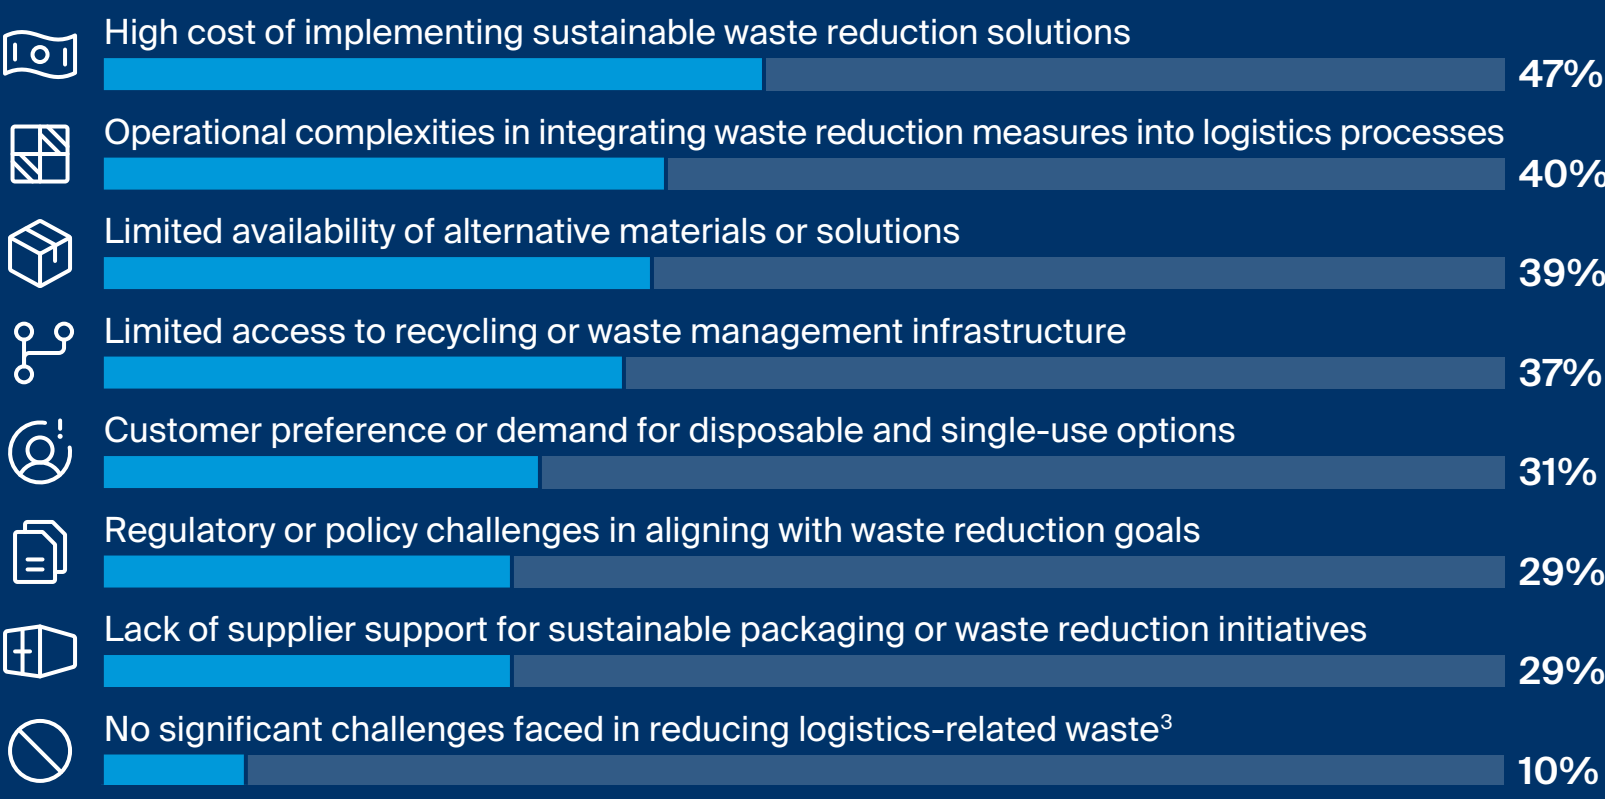 High cost of implementing sustainable waste reduction solutions
47%
Operational complexities in integrating waste reduction measures into logistics processes
40%
Limited availability of alternative materials or solutions
39%
Limited access to recycling or waste management infrastructure
37%
Customer preference or demand for disposable and single-use options
31%
Regulatory or policy challenges in aligning with waste reduction goals
29%
Lack of supplier support for sustainable packaging or waste reduction initiatives
29%
No significant challenges faced in reducing logistics-related waste³
10%